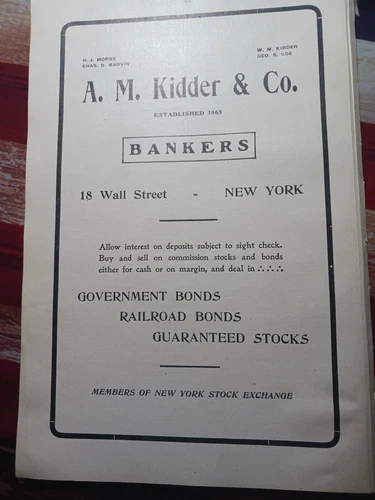 H. J. MORSE
CHAS. D. MARVIN
W. M. KIDDER
GEO. S. COE
A. M. Kidder & Co.
ESTABLISHED 1865
BANKERS
18 Wall Street - NEW YORK
Allow interest on deposits subject to sight check.
Buy and sell on commission stocks and bonds
either for cash or on margin, and deal in ∴ ∴ ∴
GOVERNMENT BONDS
RAILROAD BONDS
GUARANTEED STOCKS
MEMBERS OF NEW YORK STOCK EXCHANGE